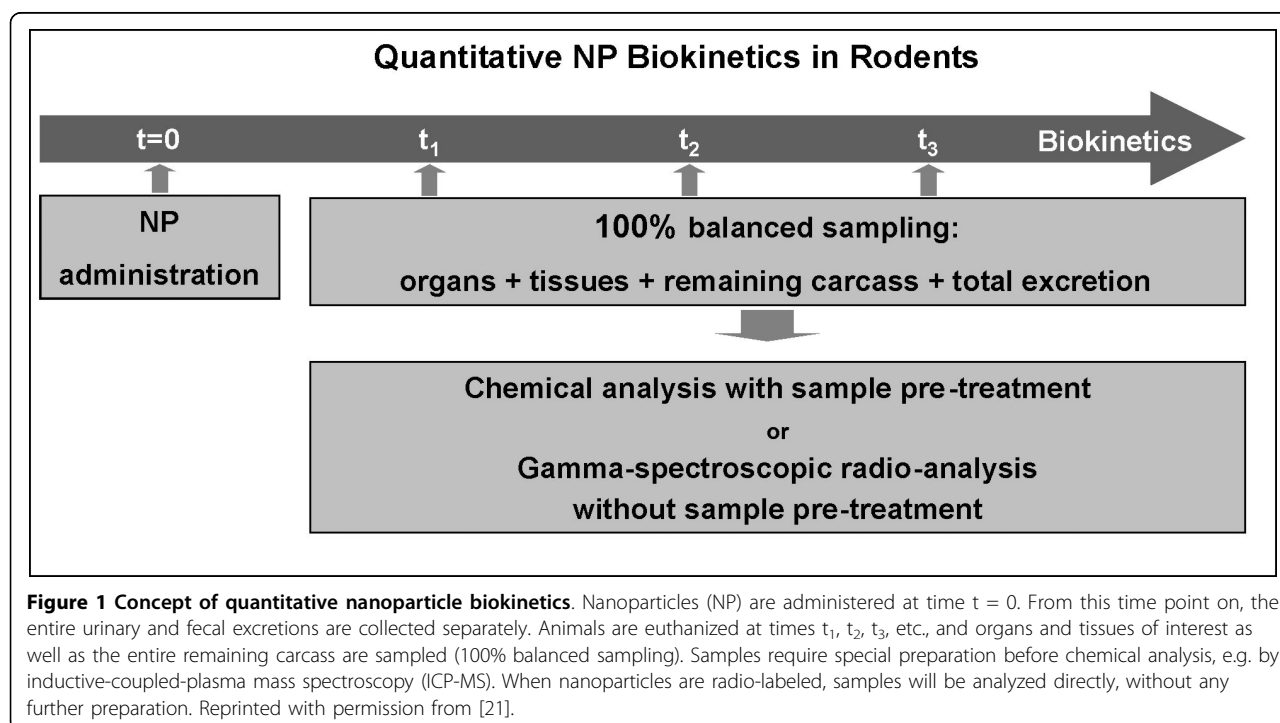 Quantitative NP Biokinetics in Rodents
t=0 t₁ t₂ t₃ Biokinetics
NP
administration
100% balanced sampling:
organs + tissues + remaining carcass + total excretion
Chemical analysis with sample pre-treatment
or
Gamma-spectroscopic radio-analysis
without sample pre-treatment
Figure 1 Concept of quantitative nanoparticle biokinetics. Nanoparticles (NP) are administered at time t = 0. From this time point on, the
entire urinary and fecal excretions are collected separately. Animals are euthanized at times t₁, t₂, t₃, etc., and organs and tissues of interest as
well as the entire remaining carcass are sampled (100% balanced sampling). Samples require special preparation before chemical analysis, e.g. by
inductive-coupled-plasma mass spectroscopy (ICP-MS). When nanoparticles are radio-labeled, samples will be analyzed directly, without any
further preparation. Reprinted with permission from [21].